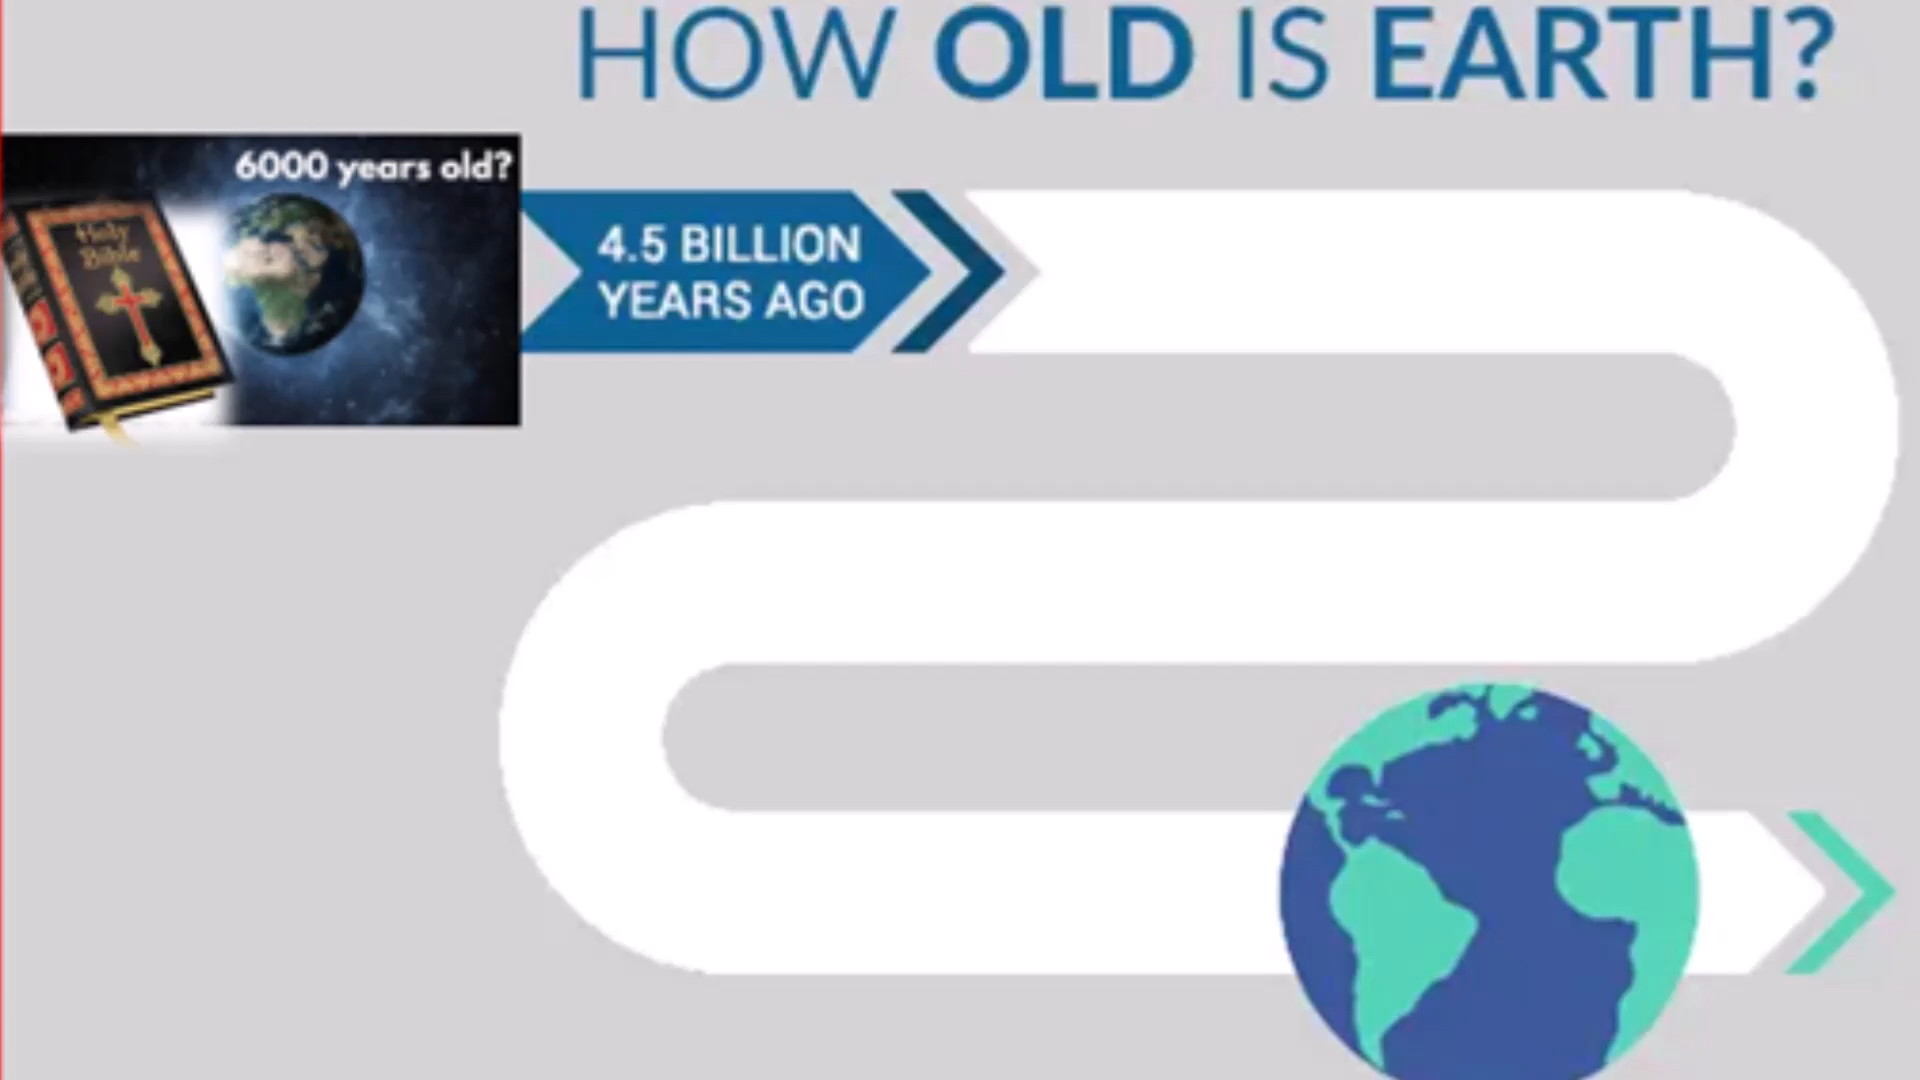 HOW OLD IS EARTH?
6000 years old?
Holy
Bible
4.5 BILLION
YEARS AGO